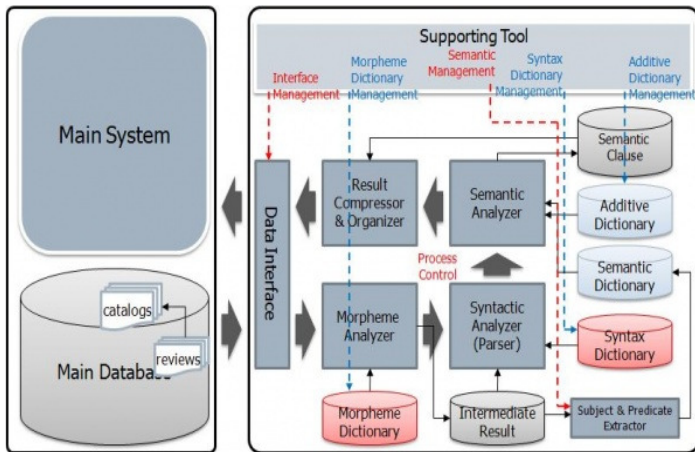 Supporting Tool
Interface
Management
Morpheme
Dictionary
Management
Semantic
Management
Syntax
Dictionary
Management
Additive
Dictionary
Management
Main System
Data Interface
Result
Compressor
& Organizer
Semantic
Analyzer
Semantic
Clause
Additive
Dictionary
Semantic
Dictionary
Process
Control
Morpheme
Analyzer
Syntactic
Analyzer
(Parser)
Syntax
Dictionary
catalogs
reviews
Main Database
Morpheme
Dictionary
Intermediate
Result
Subject & Predicate
Extractor